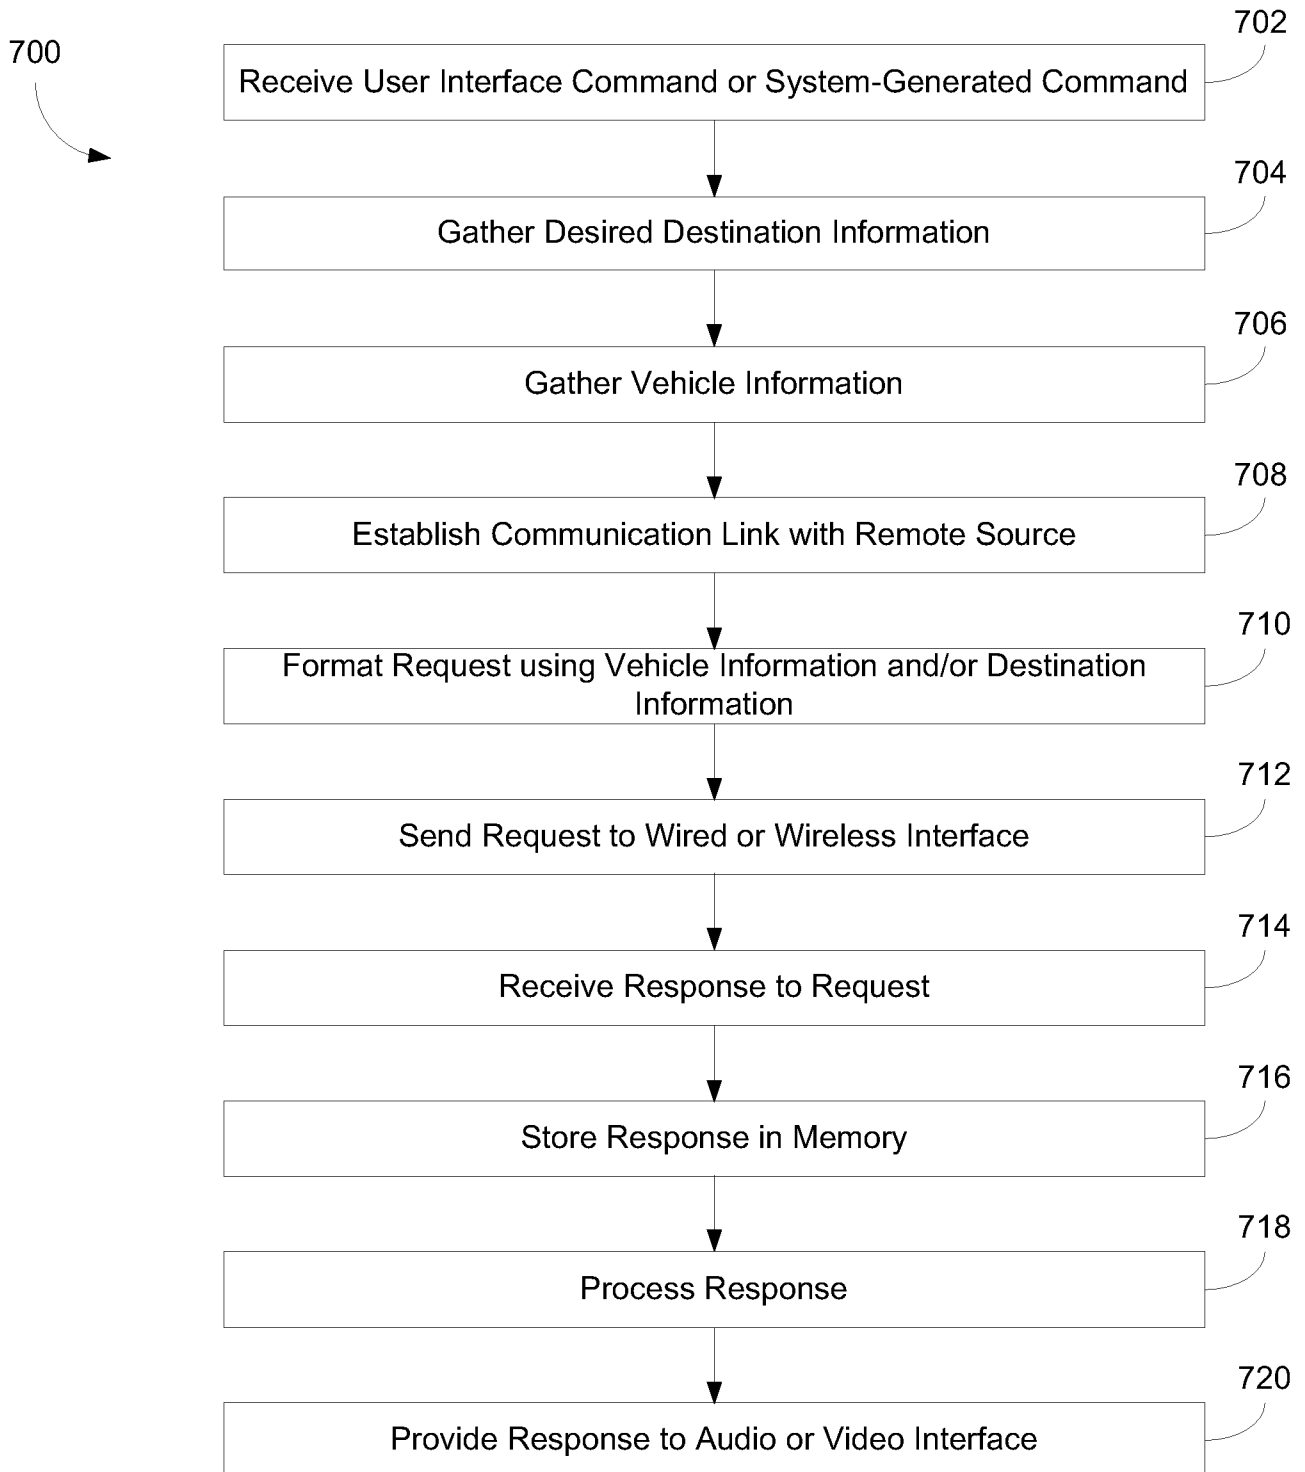 700
702
Receive User Interface Command or System-Generated Command
704
Gather Desired Destination Information
706
Gather Vehicle Information
708
Establish Communication Link with Remote Source
710
Format Request using Vehicle Information and/or Destination
Information
712
Send Request to Wired or Wireless Interface
714
Receive Response to Request
716
Store Response in Memory
718
Process Response
720
Provide Response to Audio or Video Interface